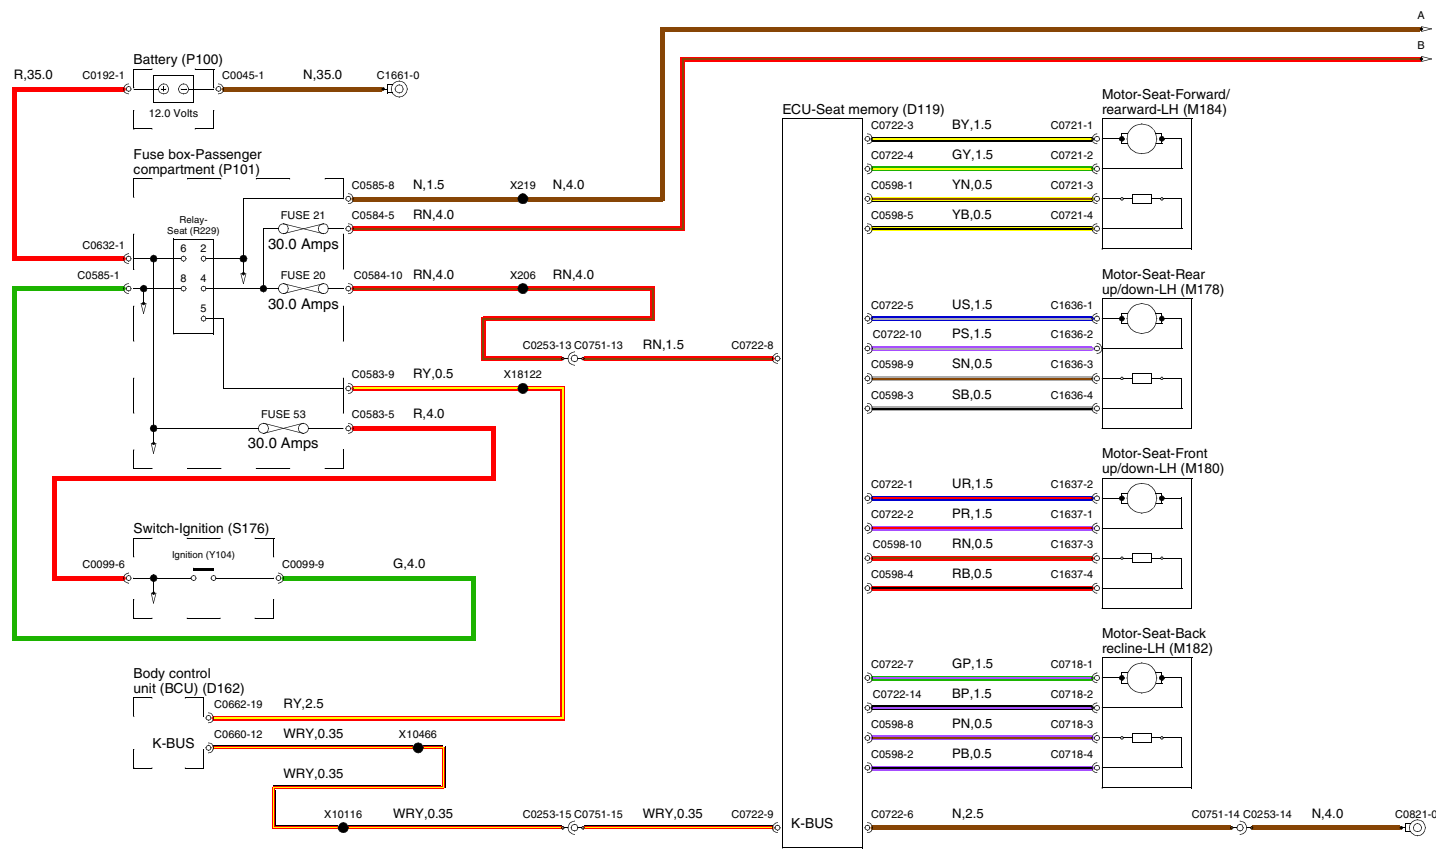 A
B
Battery (P100)
R,35.0 C0192-1 C0045-1 N,35.0 C1661-0
12.0 Volts
Fuse box-Passenger
compartment (P101)
C0585-8 N,1.5 X219 N,4.0
Relay-
Seat (R229)
FUSE 21
30.0 Amps
C0584-5 RN,4.0
C0632-1
6 2
C0585-1
8 4
5
FUSE 20
30.0 Amps
C0584-10 RN,4.0 X206 RN,4.0
C0253-13 C0751-13 RN,1.5 C0722-8
C0583-9 RY,0.5 X18122
FUSE 53
30.0 Amps
C0583-5 R,4.0
Switch-Ignition (S176)
Ignition (Y104)
C0099-6 C0099-9 G,4.0
Body control
unit (BCU) (D162)
C0662-19 RY,2.5
K-BUS
C0660-12 WRY,0.35 X10466
WRY,0.35
X10116 WRY,0.35 C0253-15 C0751-15 WRY,0.35 C0722-9
ECU-Seat memory (D119)
K-BUS
Motor-Seat-Forward/
rearward-LH (M184)
C0722-3 BY,1.5 C0721-1
C0722-4 GY,1.5 C0721-2
C0598-1 YN,0.5 C0721-3
C0598-5 YB,0.5 C0721-4
Motor-Seat-Rear
up/down-LH (M178)
C0722-5 US,1.5 C1636-1
C0722-10 PS,1.5 C1636-2
C0598-9 SN,0.5 C1636-3
C0598-3 SB,0.5 C1636-4
Motor-Seat-Front
up/down-LH (M180)
C0722-1 UR,1.5 C1637-2
C0722-2 PR,1.5 C1637-1
C0598-10 RN,0.5 C1637-3
C0598-4 RB,0.5 C1637-4
Motor-Seat-Back
recline-LH (M182)
C0722-7 GP,1.5 C0718-1
C0722-14 BP,1.5 C0718-2
C0598-8 PN,0.5 C0718-3
C0598-2 PB,0.5 C0718-4
C0722-6 N,2.5 C0751-14 C0253-14 N,4.0 C0821-0